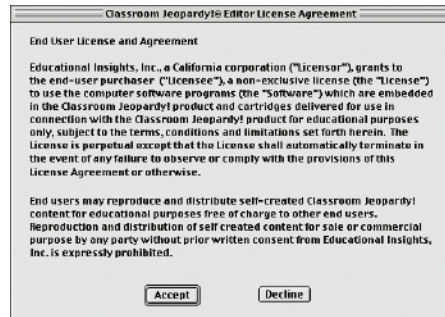 Classroom Jeopardy!® Editor License Agreement
End User License and Agreement
Educational Insights, Inc., a California corporation ("Licensor"), grants to
the end-user purchaser ("Licensee"), a non-exclusive license (the "License")
to use the computer software programs (the "Software") which are embedded
in the Classroom Jeopardy! product and cartridges delivered for use in
connection with the Classroom Jeopardy! product for educational purposes
only, subject to the terms, conditions and limitations set forth herein. The
License is perpetual except that the License shall automatically terminate in
the event of any failure to observe or comply with the provisions of this
License Agreement or otherwise.
End users may reproduce and distribute self-created Classroom Jeopardy!
content for educational purposes free of charge to other end users.
Reproduction and distribution of self created content for sale or commercial
purpose by any party without prior written consent from Educational Insights,
Inc. is expressly prohibited.
Accept Decline